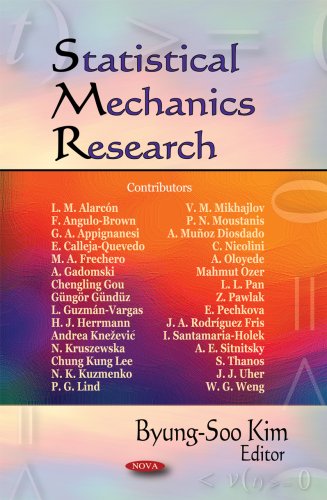 t) >=
Statistical
Mechanics
Research
Contributors
L. M. Alarcón
F. Angulo-Brown
G. A. Appignanesi
E. Calleja-Quevedo
M. A. Frechero
A. Gadomski
Chengling Gou
Güngör Gündüz
L. Guzmán-Vargas
H. J. Herrmann
Andrea Knežević
N. Kruszewska
Chung Kung Lee
N. K. Kuzmenko
P. G. Lind
V. M. Mikhajlov
P. N. Moustanis
A. Muñoz Diosdado
C. Nicolini
A. Oloyede
Mahmut Ozer
L. L. Pan
Z. Pawlak
E. Pechkova
J. A. Rodríguez Fris
I. Santamaria-Holek
A. E. Sitnitsky
S. Thanos
J. J. Uher
W. G. Weng
Byung-Soo Kim
Editor
NOVA
< v(n >=0